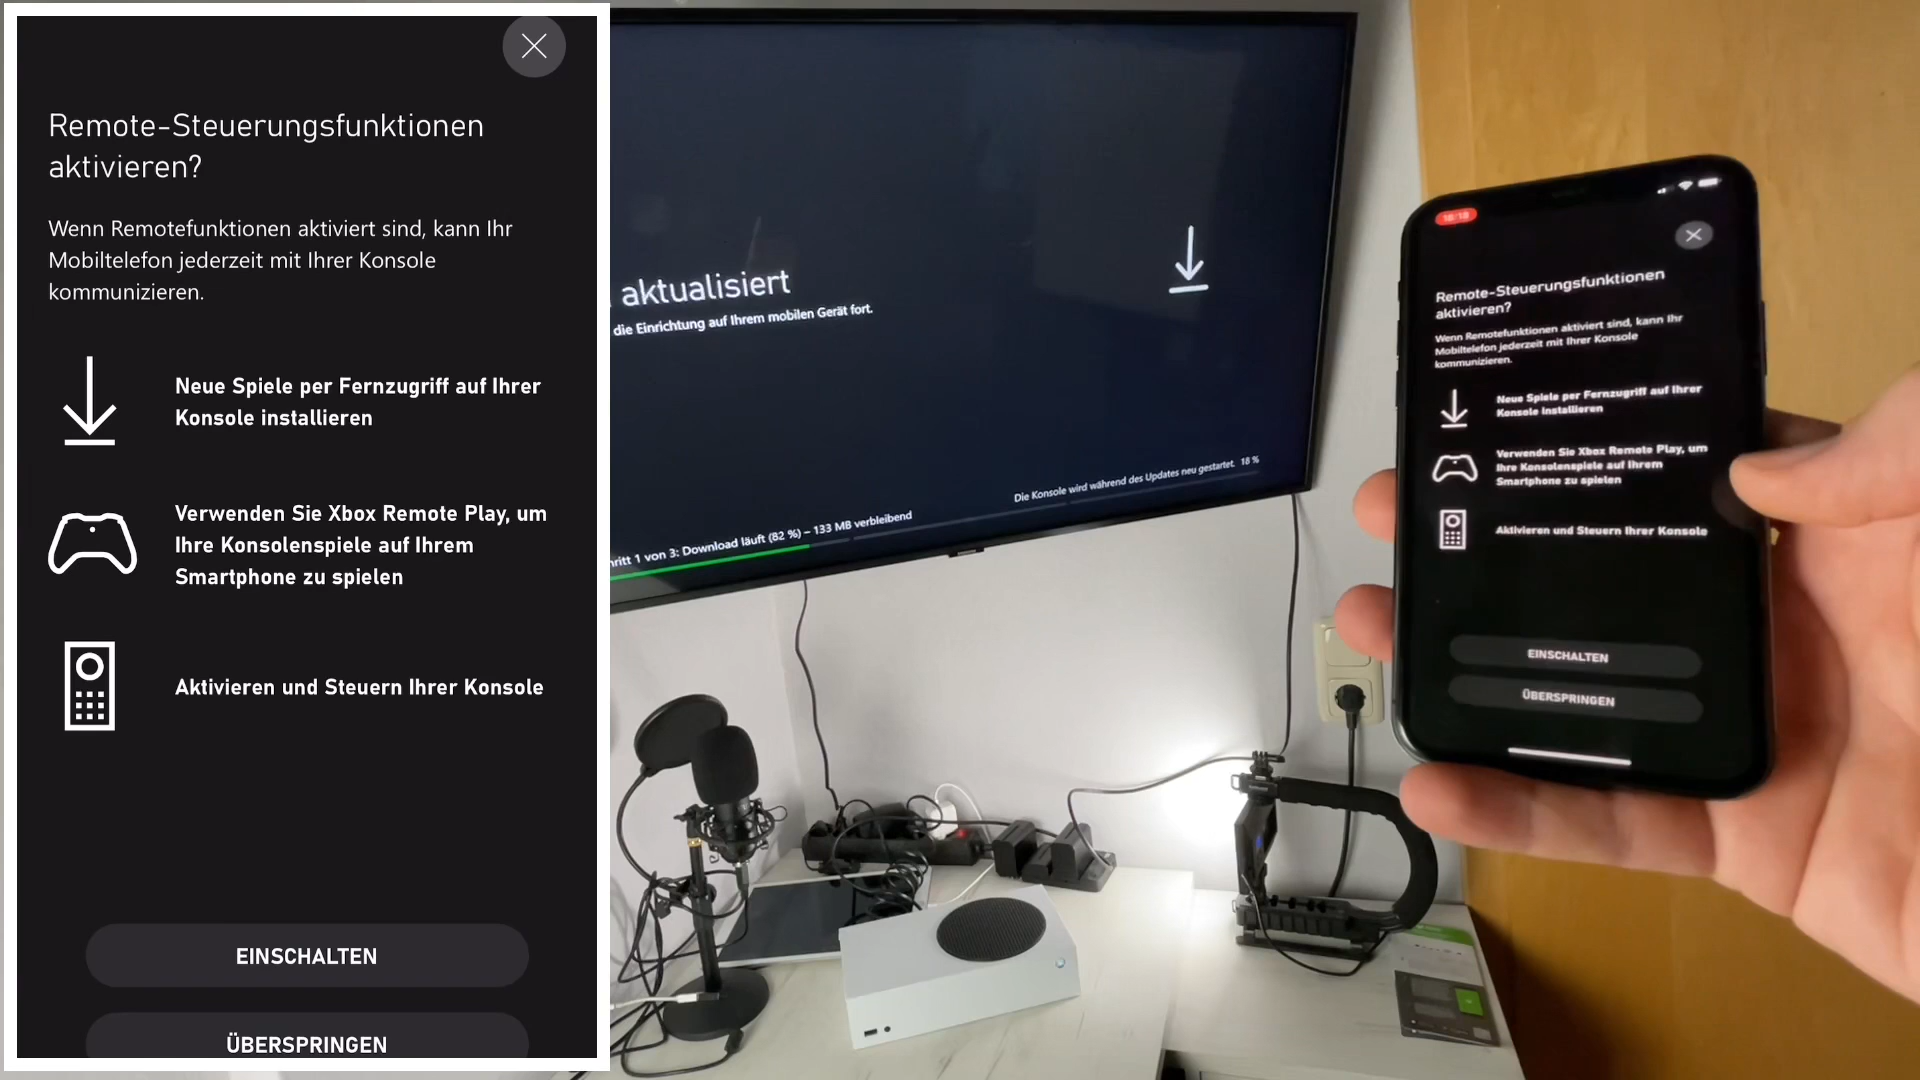 Remote-Steuerungsfunktionen
aktivieren?
Wenn Remotefunktionen aktiviert sind, kann Ihr
Mobiltelefon jederzeit mit Ihrer Konsole
kommunizieren.
Neue Spiele per Fernzugriff auf Ihrer
Konsole installieren
Verwenden Sie Xbox Remote Play, um
Ihre Konsolenspiele auf Ihrem
Smartphone zu spielen
Aktivieren und Steuern Ihrer Konsole
EINSCHALTEN
ÜBERSPRINGEN
aktualisiert
die Einrichtung auf Ihrem mobilen Gerät fort.
Die Konsole wird während des Updates neu gestartet. 18 %
ritt 1 von 3: Download läuft (82 %) – 133 MB verbleibend
Remote-Steuerungsfunktionen
aktivieren?
Wenn Remotefunktionen aktiviert sind, kann Ihr
Mobiltelefon jederzeit mit Ihrer Konsole
kommunizieren.
Neue Spiele per Fernzugriff auf Ihrer
Konsole installieren
Verwenden Sie Xbox Remote Play, um
Ihre Konsolenspiele auf Ihrem
Smartphone zu spielen
Aktivieren und Steuern Ihrer Konsole
EINSCHALTEN
ÜBERSPRINGEN